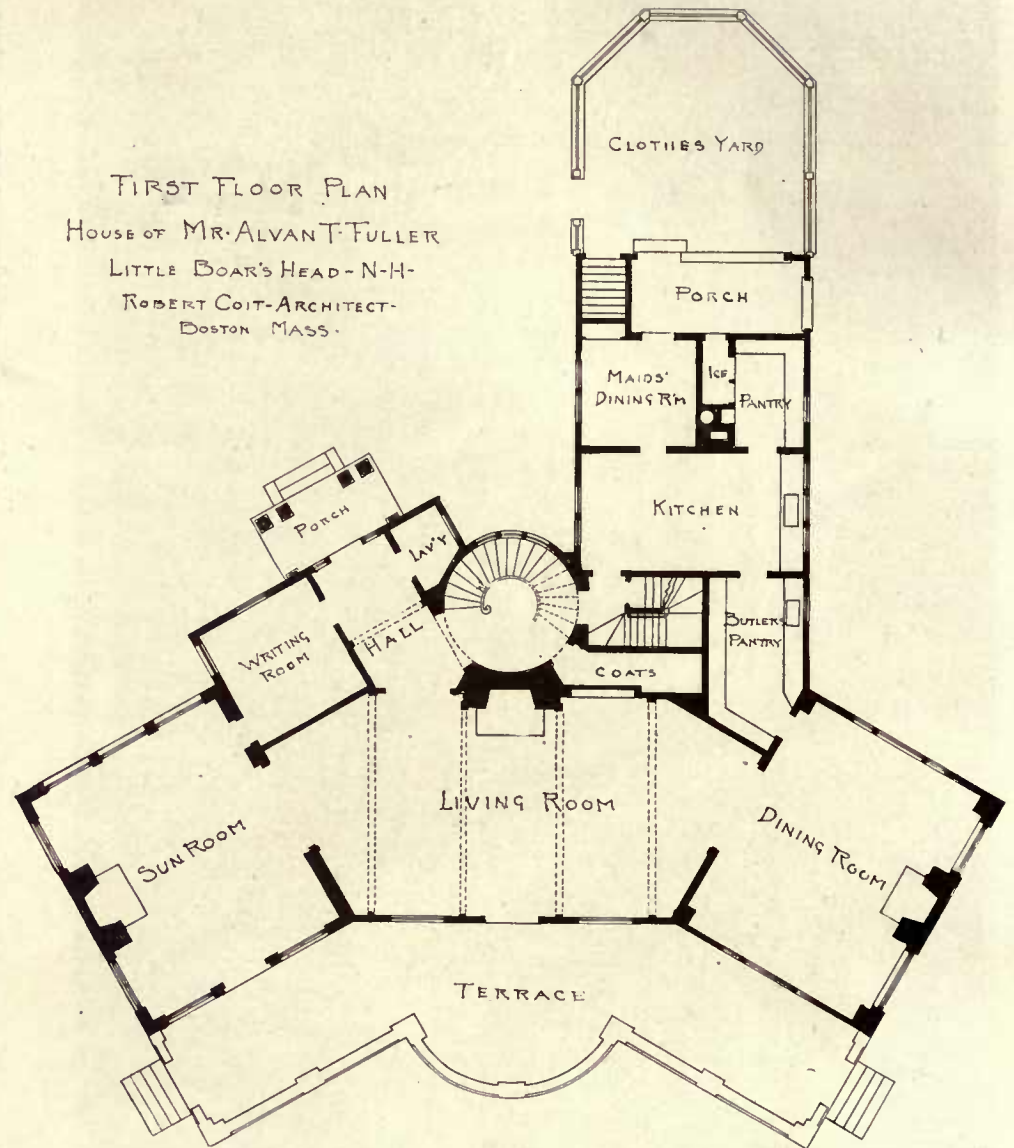 FIRST FLOOR PLAN
HOUSE OF MR. ALVAN T. FULLER
LITTLE BOAR'S HEAD - N-H-
ROBERT COIT-ARCHITECT-
BOSTON MASS.
CLOTHES YARD
PORCH
MAIDS'
DINING R'M
ICE
PANTRY
KITCHEN
PORCH
LAV'Y
HALL
WRITING
ROOM
BUTLERS
PANTRY
COATS
LIVING ROOM
SUN ROOM
DINING ROOM
TERRACE